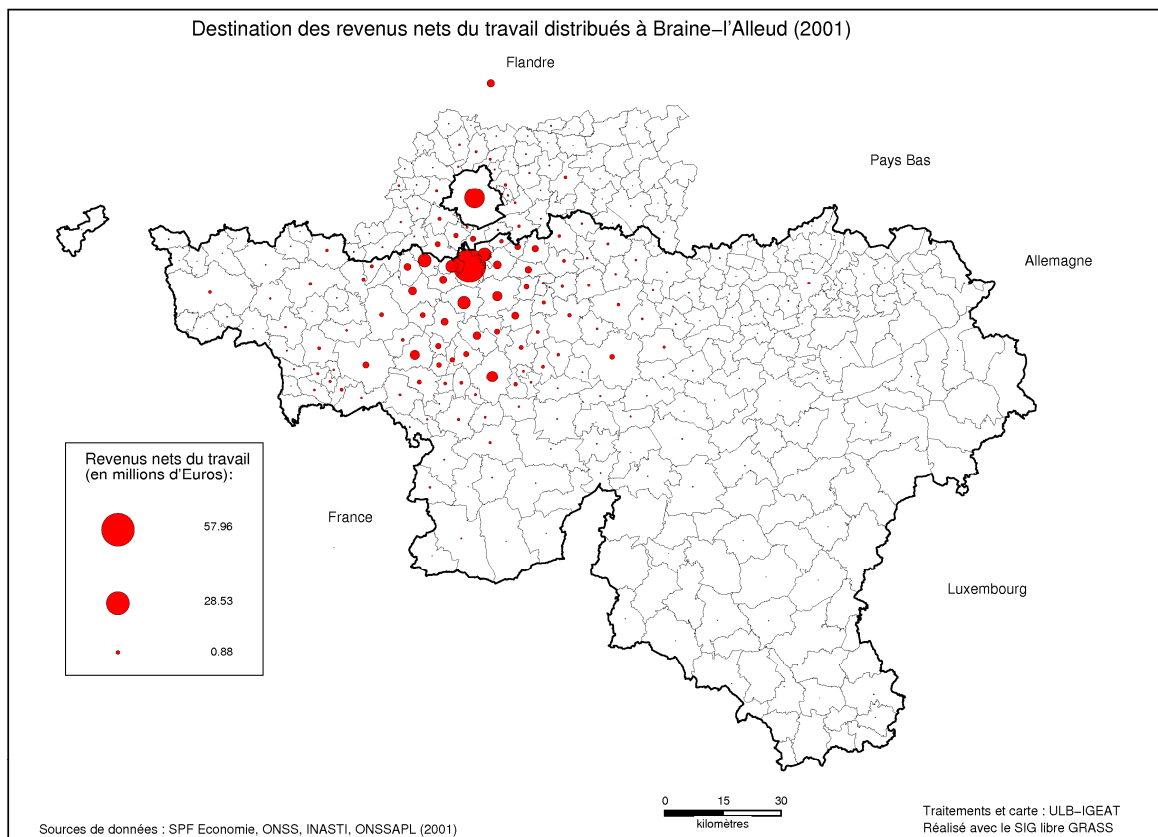 Destination des revenus nets du travail distribués à Braine−l'Alleud (2001)
Flandre
Pays Bas
Allemagne
Revenus nets du travail
(en millions d'Euros):
57.96
28.53
0.88
France
Luxembourg
0 15 30
kilomètres
Sources de données : SPF Economie, ONSS, INASTI, ONSSAPL (2001)
Traitements et carte : ULB−IGEAT
Réalisé avec le SIG libre GRASS